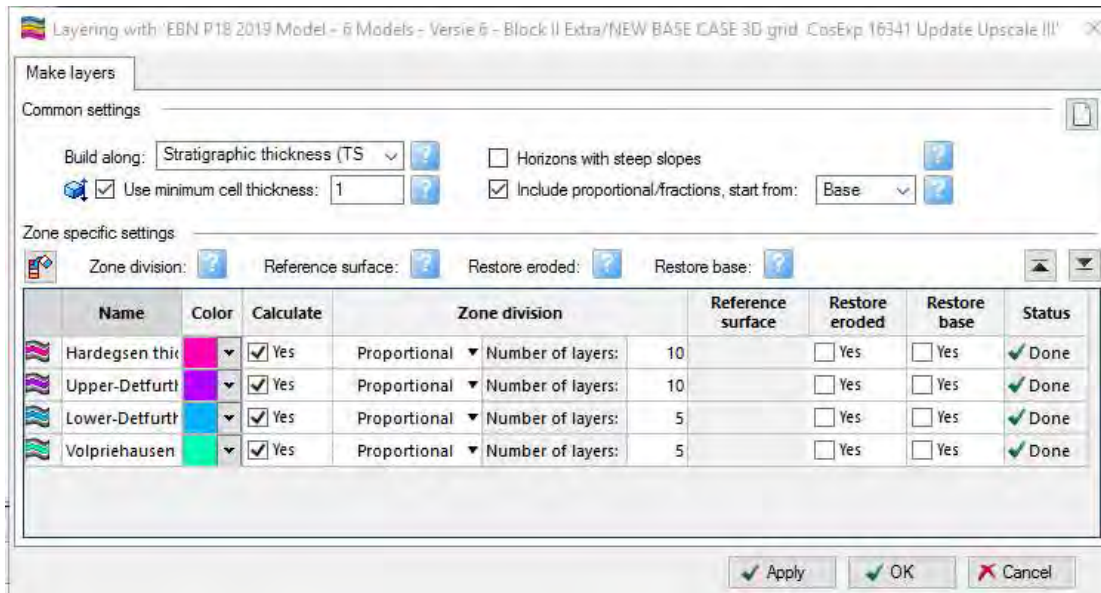 Layering with 'EBN P18 2019 Model - 6 Models - Versie 6 - Block II Extra/NEW BASE CASE 3D grid CosExp 16341 Update Upscale III'
Make layers
Common settings
Build along: Stratigraphic thickness (TS ? Horizons with steep slopes ?
Use minimum cell thickness: 1 ? Include proportional/fractions, start from: Base ?
Zone specific settings
Zone division: ? Reference surface: ? Restore eroded: ? Restore base: ?
Name Color Calculate Zone division Reference surface Restore eroded Restore base Status
Hardegsen thic Yes Proportional Number of layers: 10 Yes Yes Done
Upper-Detfurth Yes Proportional Number of layers: 10 Yes Yes Done
Lower-Detfurth Yes Proportional Number of layers: 5 Yes Yes Done
Volpriehausen Yes Proportional Number of layers: 5 Yes Yes Done
Apply OK Cancel